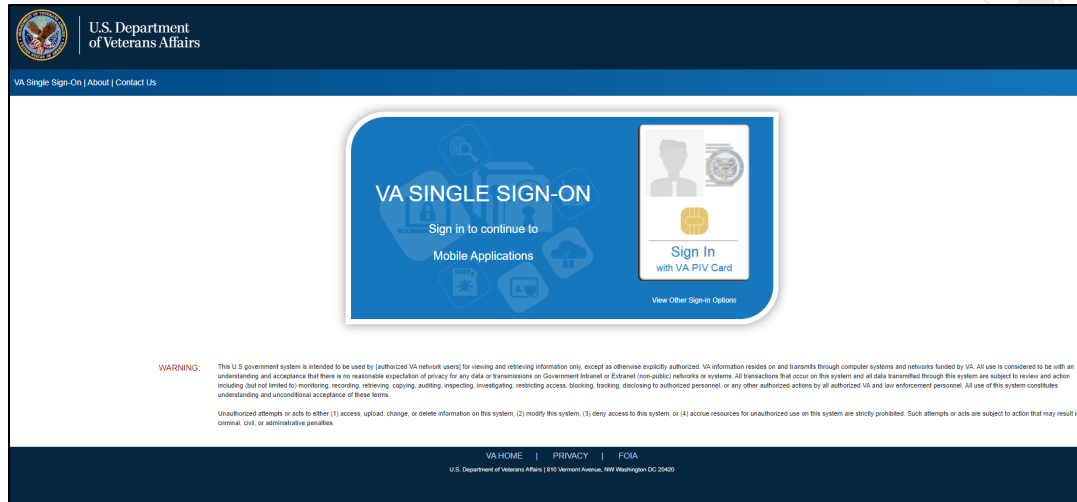 U.S. Department
of Veterans Affairs
VA Single Sign-On | About | Contact Us
VA SINGLE SIGN-ON
Sign in to continue to
Mobile Applications
Sign In
with VA PIV Card
View Other Sign-in Options
WARNING:
This U.S government system is intended to be used by [authorized VA network users] for viewing and retrieving information only, except as otherwise explicitly authorized. VA information resides on and transmits through computer systems and networks funded by VA. All use is considered to be with an
understanding and acceptance that there is no reasonable expectation of privacy for any data or transmissions on Government Intranet or Extranet (non-public) networks or systems. All transactions that occur on this system and all data transmitted through this system are subject to review and action
including (but not limited to) monitoring, recording, retrieving, copying, auditing, inspecting, investigating, restricting access, blocking, tracking, disclosing to authorized personnel, or any other authorized actions by all authorized VA and law enforcement personnel. All use of this system constitutes
understanding and unconditional acceptance of these terms.
Unauthorized attempts or acts to either (1) access, upload, change, or delete information on this system, (2) modify this system, (3) deny access to this system, or (4) accrue resources for unauthorized use on this system are strictly prohibited. Such attempts or acts are subject to action that may result i
criminal, civil, or administrative penalties.
VA HOME | PRIVACY | FOIA
U.S. Department of Veterans Affairs | 810 Vermont Avenue, NW Washington DC 20420